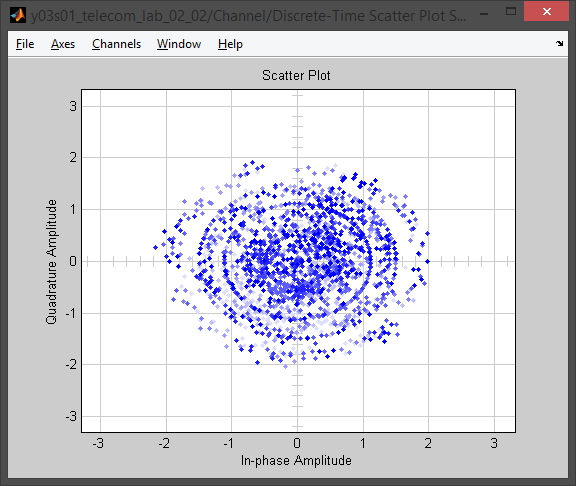 y03s01_telecom_lab_02_02/Channel/Discrete-Time Scatter Plot S...
File Axes Channels Window Help
Scatter Plot
Quadrature Amplitude
3
2
1
0
-1
-2
-3
-3 -2 -1 0 1 2 3
In-phase Amplitude